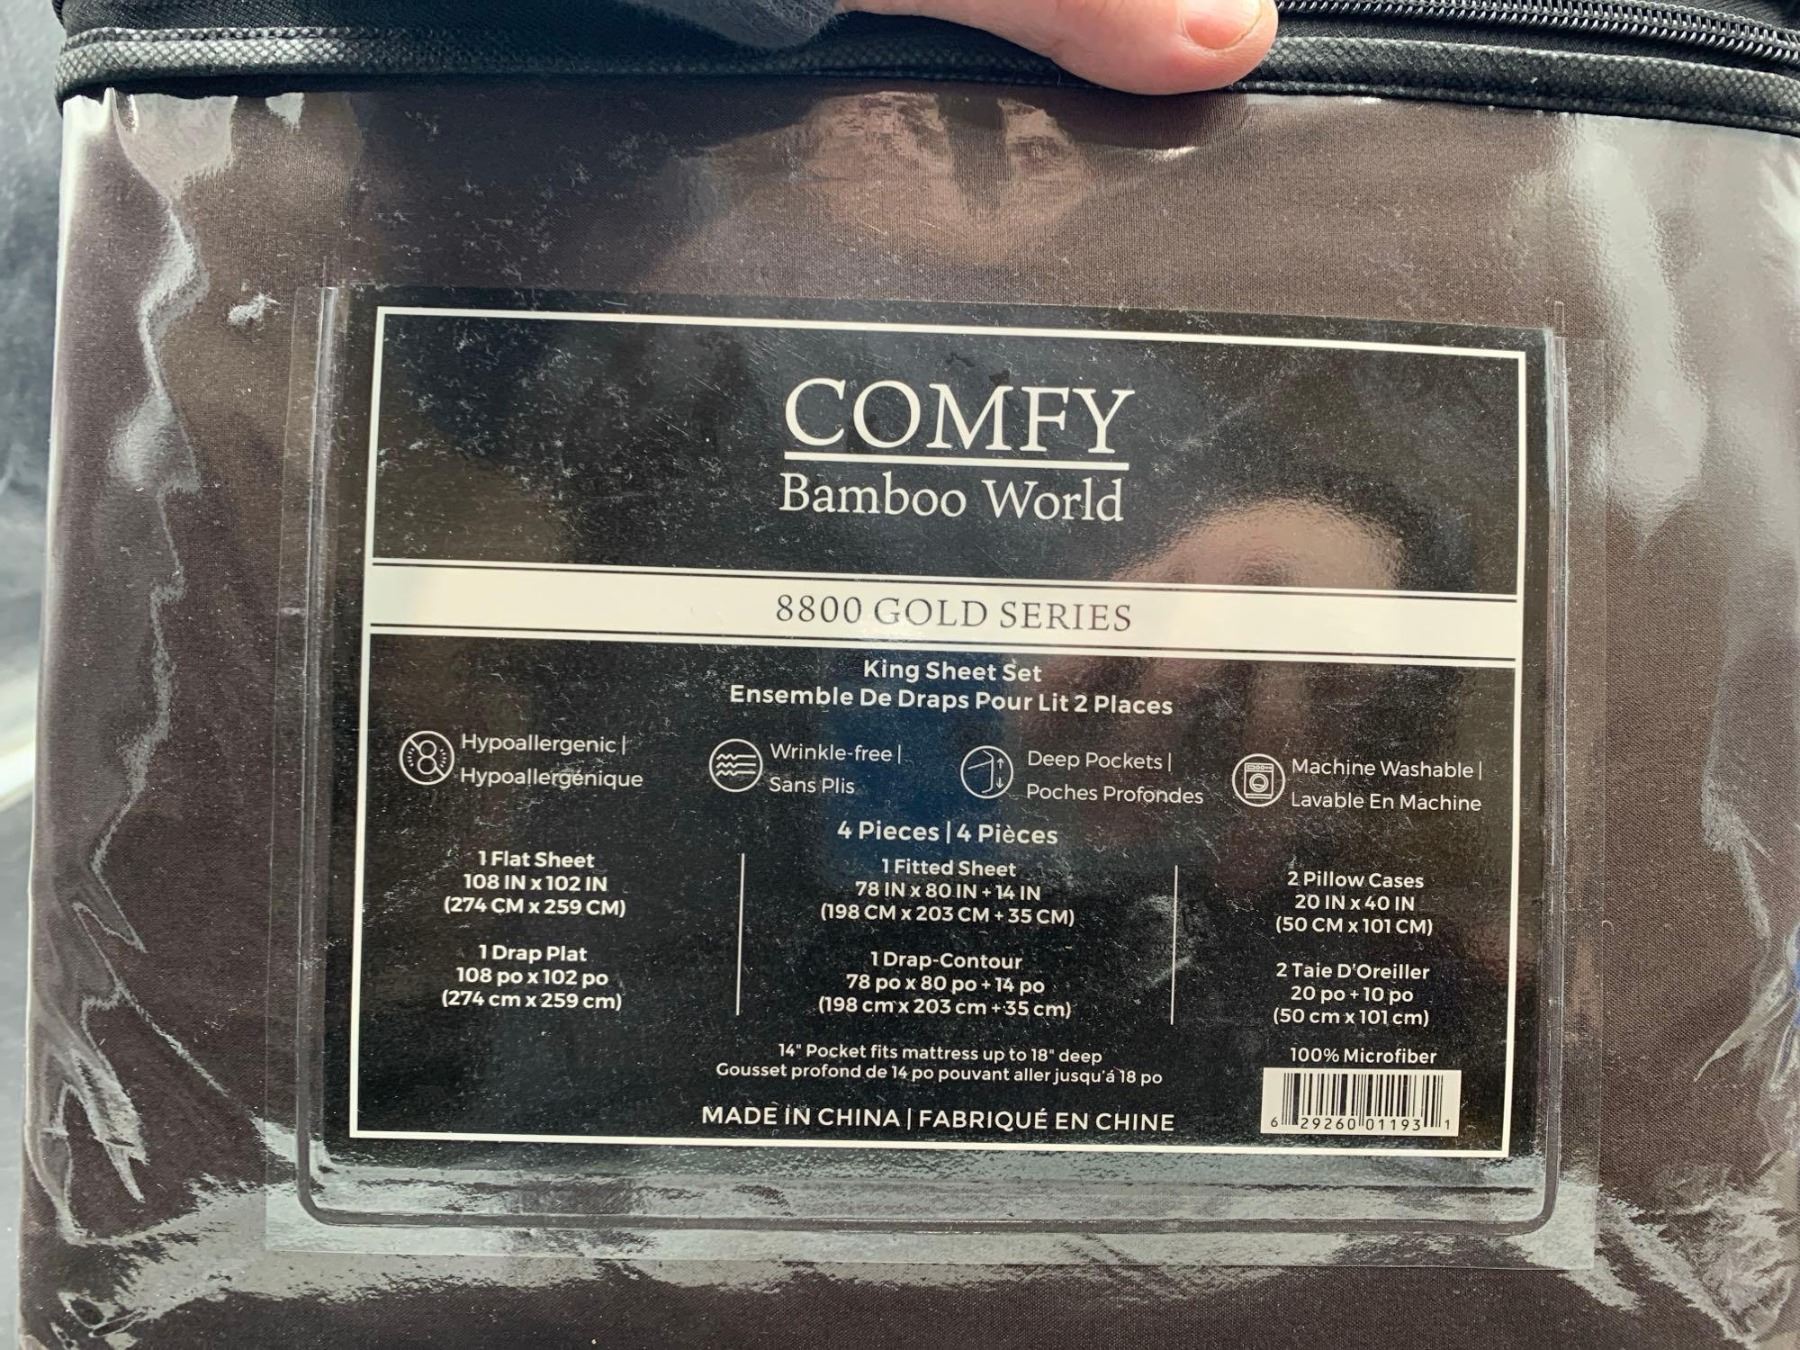 COMFY
Bamboo World
8800 GOLD SERIES
King Sheet Set
Ensemble De Draps Pour Lit 2 Places
Hypoallergenic |
Hypoallergénique
Wrinkle-free |
Sans Plis
Deep Pockets |
Poches Profondes
Machine Washable |
Lavable En Machine
4 Pieces | 4 Pièces
1 Flat Sheet
108 IN x 102 IN
(274 CM x 259 CM)
1 Drap Plat
108 po x 102 po
(274 cm x 259 cm)
1 Fitted Sheet
78 IN x 80 IN + 14 IN
(198 CM x 203 CM + 35 CM)
1 Drap-Contour
78 po x 80 po + 14 po
(198 cm x 203 cm + 35 cm)
2 Pillow Cases
20 IN x 40 IN
(50 CM x 101 CM)
2 Taie D'Oreiller
20 po + 10 po
(50 cm x 101 cm)
14" Pocket fits mattress up to 18" deep
Gousset profond de 14 po pouvant aller jusqu'á 18 po
MADE IN CHINA | FABRIQUÉ EN CHINE
100% Microfiber
6 29260 01193 1